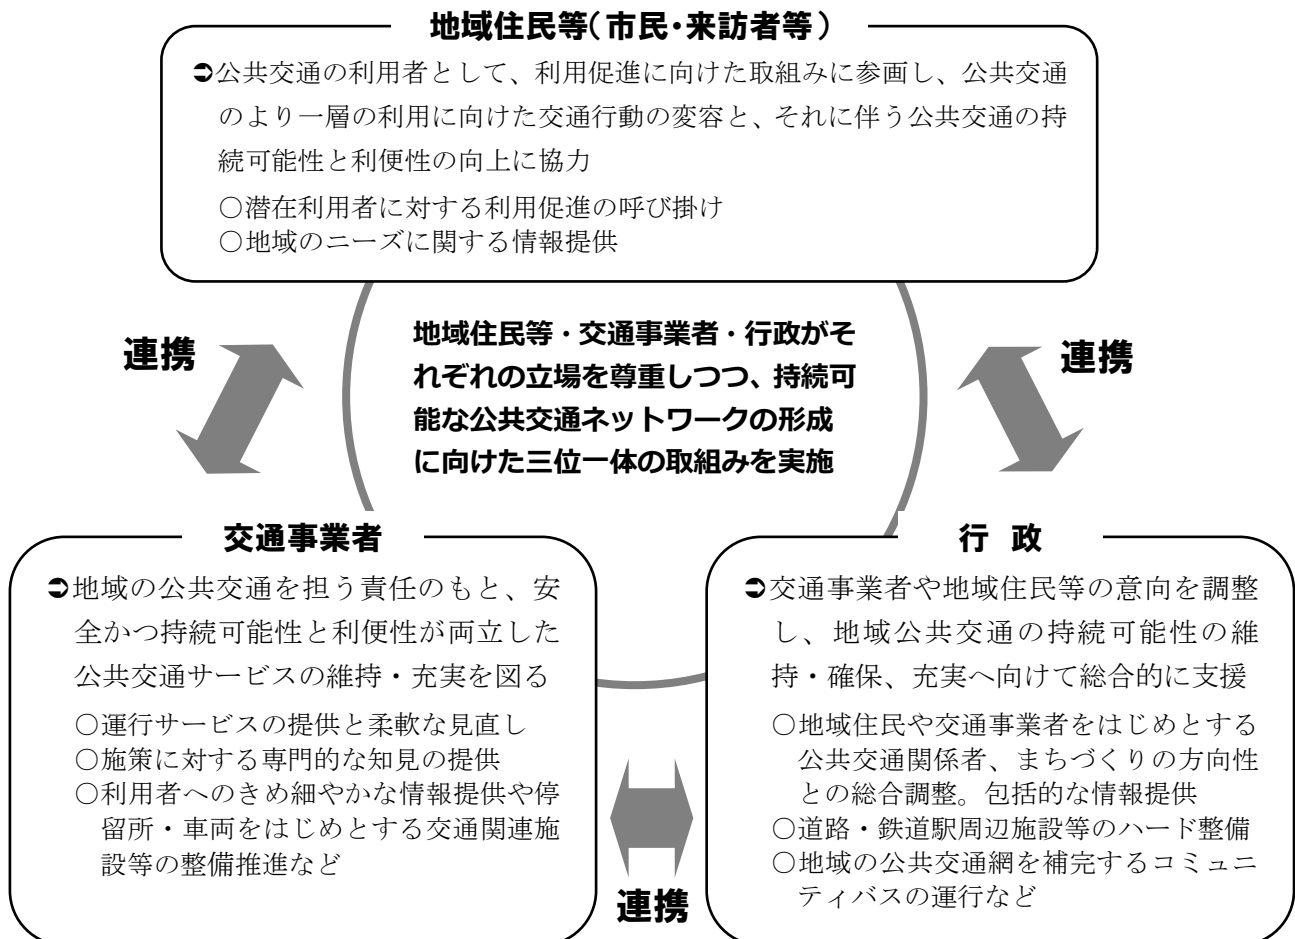 地域住民等（市民・来訪者等）
➲公共交通の利用者として、利用促進に向けた取組みに参画し、公共交通
のより一層の利用に向けた交通行動の変容と、それに伴う公共交通の持
続可能性と利便性の向上に協力
○潜在利用者に対する利用促進の呼び掛け
○地域のニーズに関する情報提供
連携
地域住民等・交通事業者・行政がそ
れぞれの立場を尊重しつつ、持続可
能な公共交通ネットワークの形成
に向けた三位一体の取組みを実施
連携
交通事業者
➲地域の公共交通を担う責任のもと、安
全かつ持続可能性と利便性が両立した
公共交通サービスの維持・充実を図る
○運行サービスの提供と柔軟な見直し
○施策に対する専門的な知見の提供
○利用者へのきめ細やかな情報提供や停
留所・車両をはじめとする交通関連施
設等の整備推進など
行 政
➲交通事業者や地域住民等の意向を調整
し、地域公共交通の持続可能性の維
持・確保、充実へ向けて総合的に支援
○地域住民や交通事業者をはじめとする
公共交通関係者、まちづくりの方向性
との総合調整。包括的な情報提供
○道路・鉄道駅周辺施設等のハード整備
○地域の公共交通網を補完するコミュニ
ティバスの運行など
連携